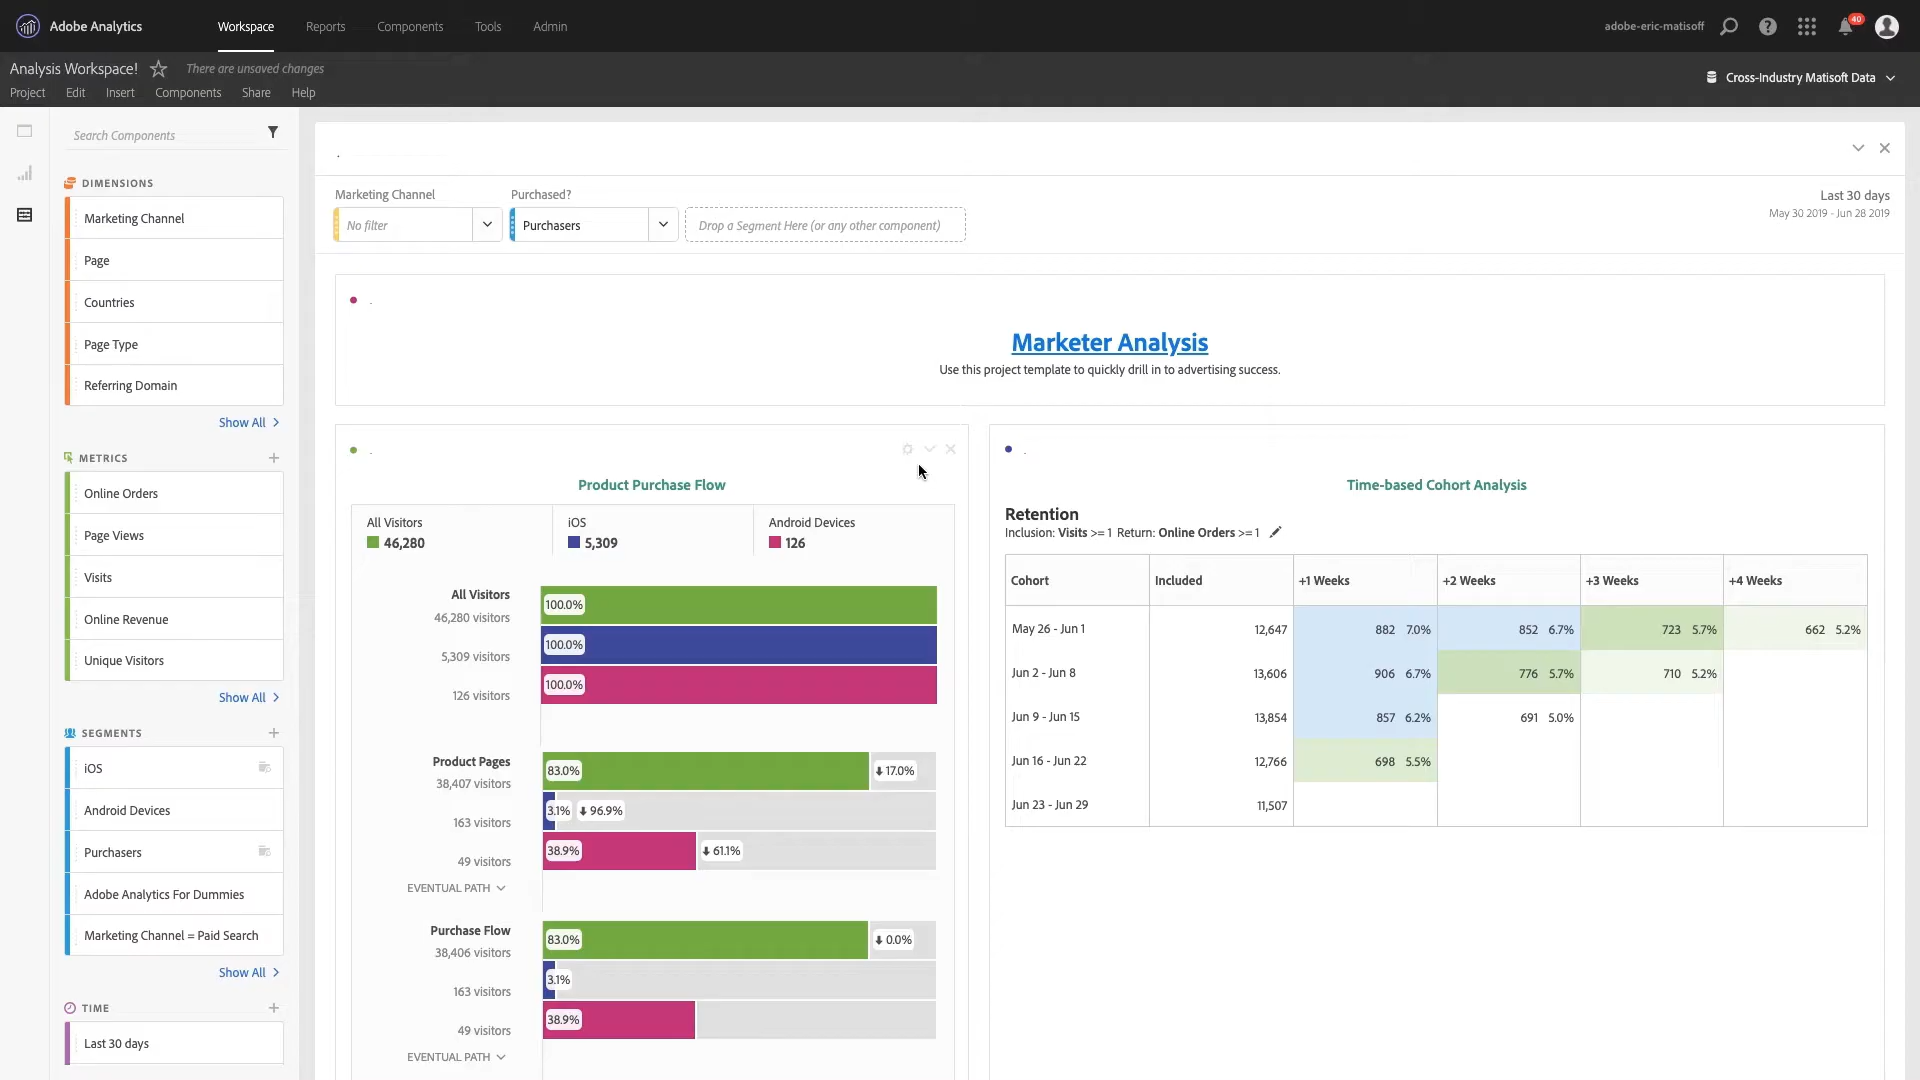 Adobe Analytics
Workspace
Reports
Components
Tools
Admin
adobe-eric-matisoff
40
Analysis Workspace!
There are unsaved changes
Project
Edit
Insert
Components
Share
Help
Cross-Industry Matisoft Data
Search Components
DIMENSIONS
Marketing Channel
Page
Countries
Page Type
Referring Domain
Show All
METRICS
Online Orders
Page Views
Visits
Online Revenue
Unique Visitors
Show All
SEGMENTS
iOS
Android Devices
Purchasers
Adobe Analytics For Dummies
Marketing Channel = Paid Search
Show All
TIME
Last 30 days
.
Marketing Channel
No filter
Purchased?
Purchasers
Drop a Segment Here (or any other component)
Last 30 days
May 30 2019 - Jun 28 2019
.
Marketer Analysis
Use this project template to quickly drill in to advertising success.
.
Product Purchase Flow
All Visitors
46,280
iOS
5,309
Android Devices
126
All Visitors
46,280 visitors
100.0%
5,309 visitors
100.0%
126 visitors
100.0%
Product Pages
38,407 visitors
83.0%
17.0%
163 visitors
3.1%
96.9%
49 visitors
38.9%
61.1%
EVENTUAL PATH
Purchase Flow
38,406 visitors
83.0%
0.0%
163 visitors
3.1%
49 visitors
38.9%
EVENTUAL PATH
.
Time-based Cohort Analysis
Retention
Inclusion: Visits >= 1 Return: Online Orders >= 1
Cohort Included +1 Weeks +2 Weeks +3 Weeks +4 Weeks
May 26 - Jun 1 12,647 882 7.0% 852 6.7% 723 5.7% 662 5.2%
Jun 2 - Jun 8 13,606 906 6.7% 776 5.7% 710 5.2%
Jun 9 - Jun 15 13,854 857 6.2% 691 5.0%
Jun 16 - Jun 22 12,766 698 5.5%
Jun 23 - Jun 29 11,507